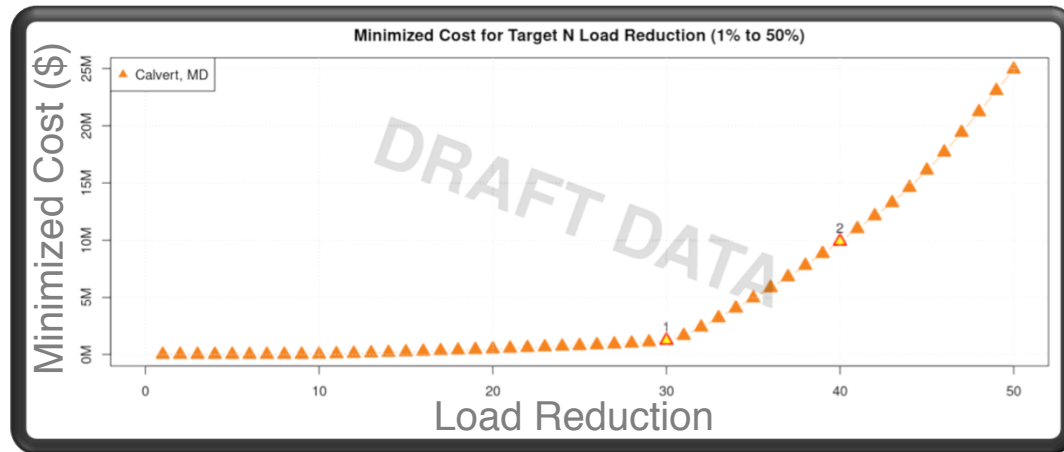 Minimized Cost for Target N Load Reduction (1% to 50%)
Minimized Cost ($)
25M
20M
15M
10M
5M
0M
Calvert, MD
DRAFT DATA
1
2
0
10
20
30
40
50
Load Reduction